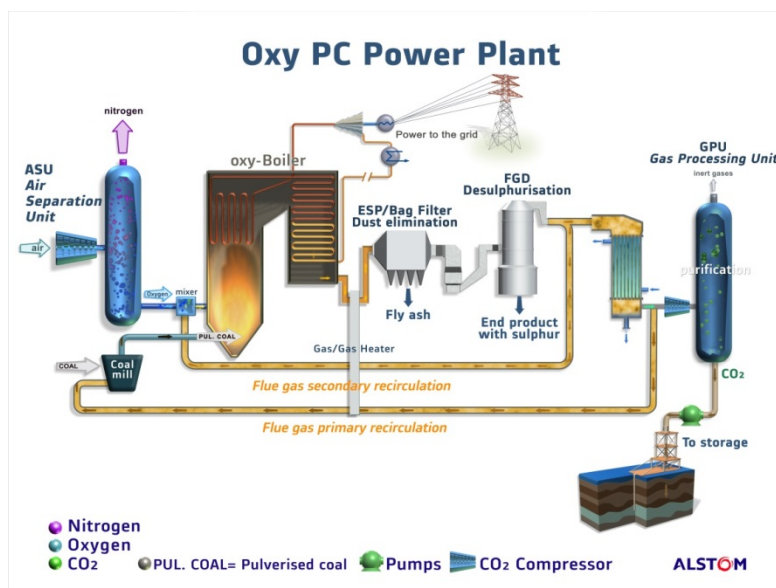 Oxy PC Power Plant
nitrogen
ASU
Air
Separation
Unit
air
Oxygen
mixer
oxy-Boiler
Power to the grid
ESP/Bag Filter
Dust elimination
FGD
Desulphurisation
GPU
Gas Processing Unit
inert gases
purification
Fly ash
End product
with sulphur
COAL
Coal
mill
PUL. COAL
Gas/Gas Heater
Flue gas secondary recirculation
Flue gas primary recirculation
CO2
To storage
Nitrogen
Oxygen
CO2
PUL. COAL= Pulverised coal
Pumps
CO2 Compressor
ALSTOM